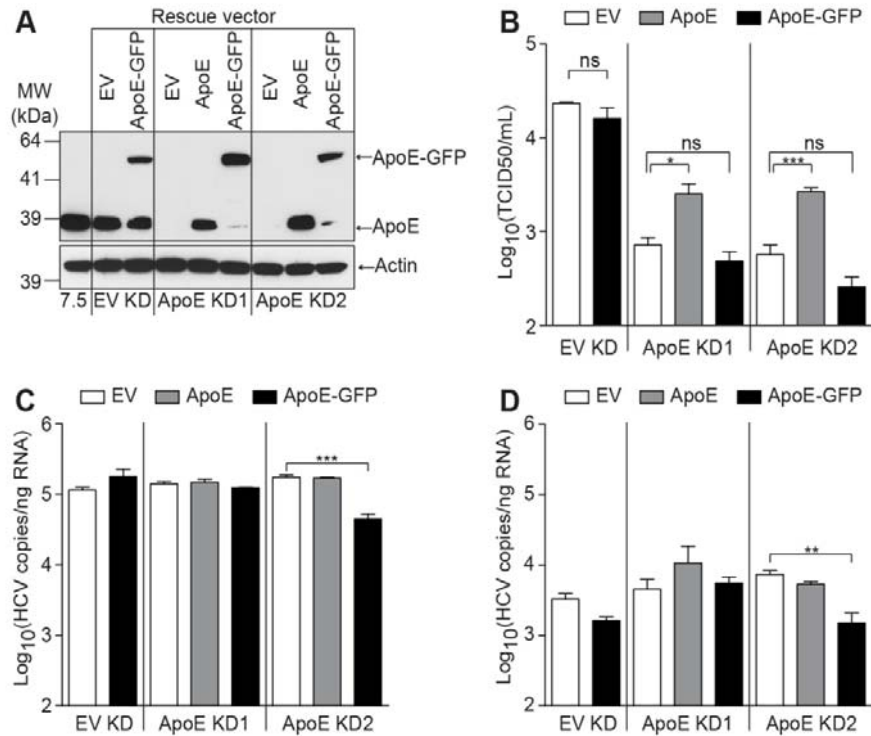 A
Rescue vector
MW
(kDa)
EV
ApoE-GFP
EV
ApoE
ApoE-GFP
EV
ApoE
ApoE-GFP
64
41
39
39
←ApoE-GFP
←ApoE
←Actin
7.5 EV KD ApoE KD1 ApoE KD2
B
EV ApoE ApoE-GFP
Log10(TCID50/mL)
5
4
3
2
ns
ns
*
ns
***
EV KD ApoE KD1 ApoE KD2
C
EV ApoE ApoE-GFP
Log10(HCV copies/ng RNA)
6
5
4
3
2
***
EV KD ApoE KD1 ApoE KD2
D
EV ApoE ApoE-GFP
Log10(HCV copies/ng RNA)
6
5
4
3
2
**
EV KD ApoE KD1 ApoE KD2